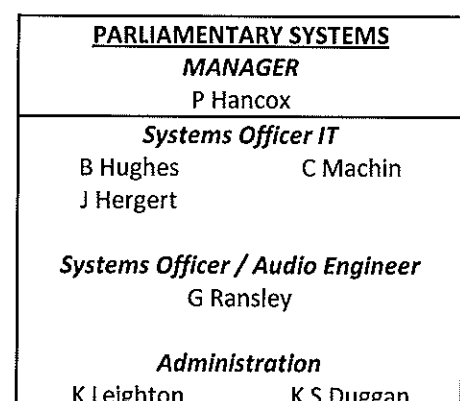 PARLIAMENTARY SYSTEMS
MANAGER
P Hancox
Systems Officer IT
B Hughes C Machin
J Hergert
Systems Officer / Audio Engineer
G Ransley
Administration
K Leighton K S Duggan